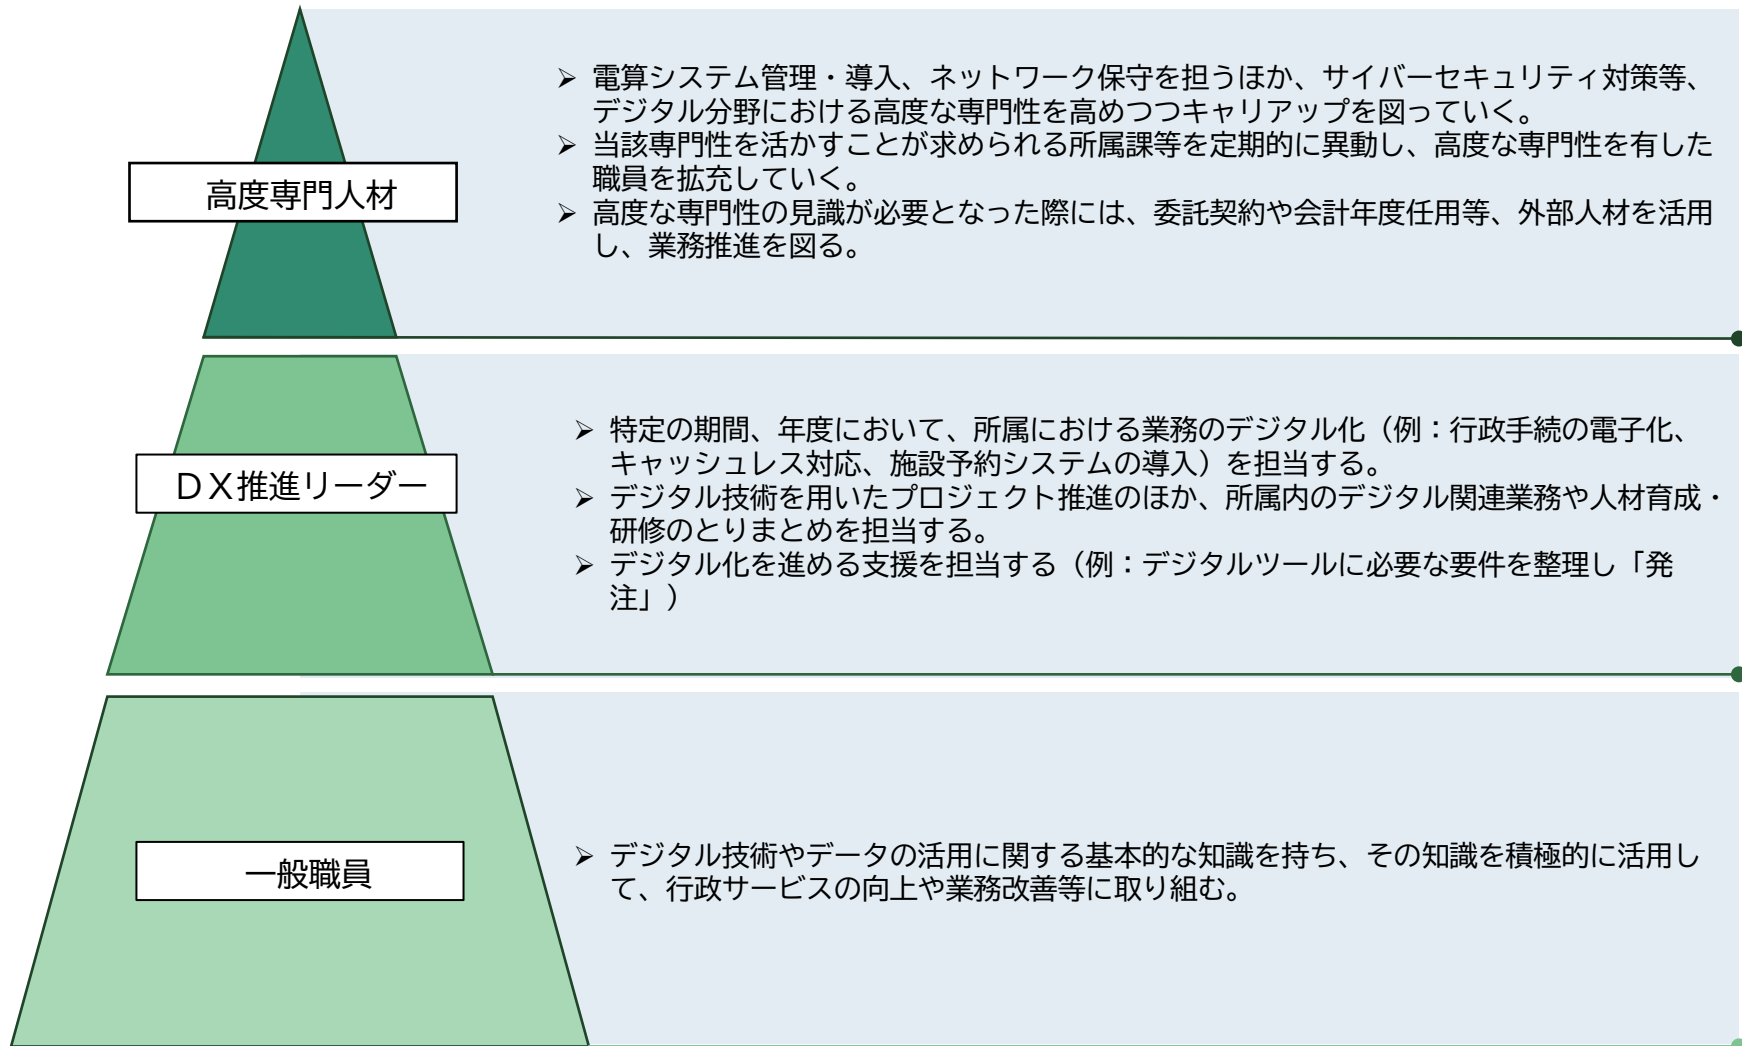 高度専門人材
➢ 電算システム管理・導入、ネットワーク保守を担うほか、サイバーセキュリティ対策等、
デジタル分野における高度な専門性を高めつつキャリアアップを図っていく。
➢ 当該専門性を活かすことが求められる所属課等を定期的に異動し、高度な専門性を有した
職員を拡充していく。
➢ 高度な専門性の見識が必要となった際には、委託契約や会計年度任用等、外部人材を活用
し、業務推進を図る。
ＤＸ推進リーダー
➢ 特定の期間、年度において、所属における業務のデジタル化（例：行政手続の電子化、
キャッシュレス対応、施設予約システムの導入）を担当する。
➢ デジタル技術を用いたプロジェクト推進のほか、所属内のデジタル関連業務や人材育成・
研修のとりまとめを担当する。
➢ デジタル化を進める支援を担当する（例：デジタルツールに必要な要件を整理し「発
注」）
一般職員
➢ デジタル技術やデータの活用に関する基本的な知識を持ち、その知識を積極的に活用し
て、行政サービスの向上や業務改善等に取り組む。